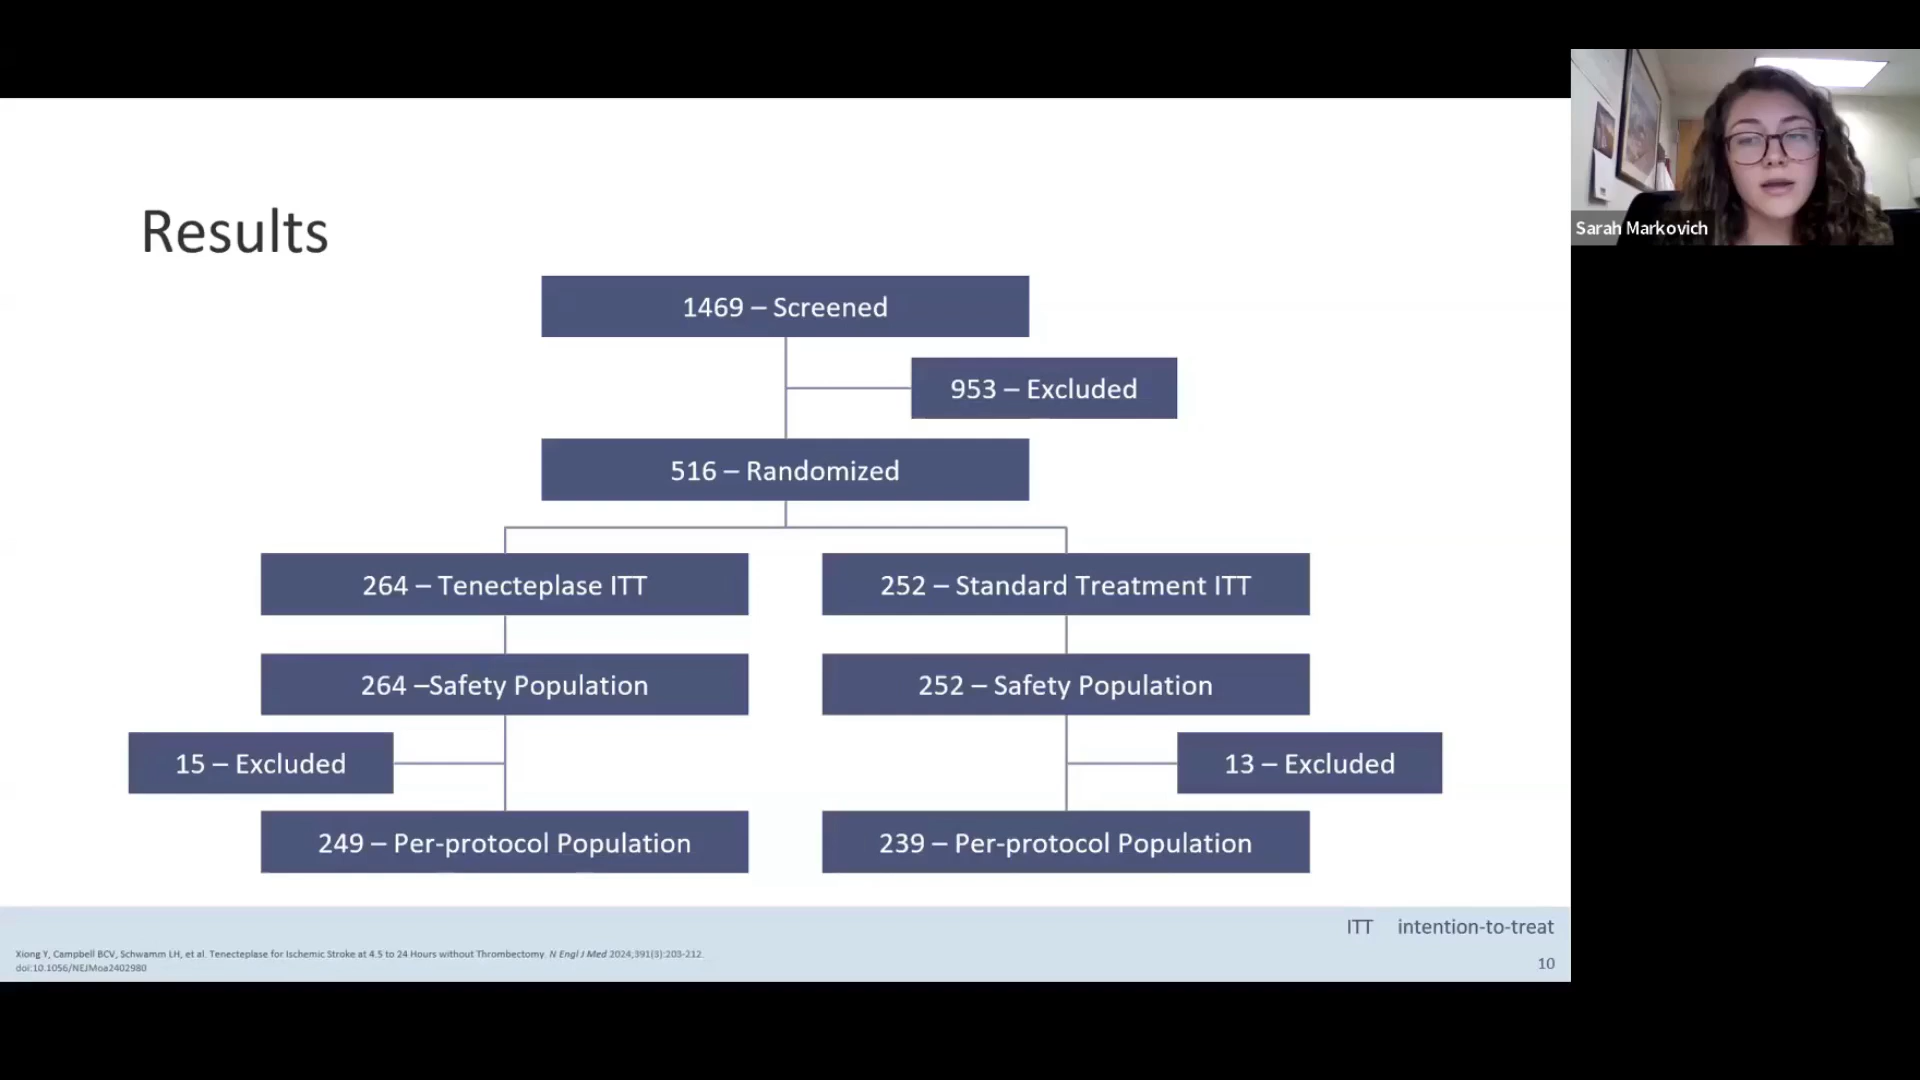 Results
1469 – Screened
953 – Excluded
516 – Randomized
264 – Tenecteplase ITT
252 – Standard Treatment ITT
264 –Safety Population
252 – Safety Population
15 – Excluded
13 – Excluded
249 – Per-protocol Population
239 – Per-protocol Population
ITT intention-to-treat
Xiong Y, Campbell BCV, Schwamm LH, et al. Tenecteplase for Ischemic Stroke at 4.5 to 24 Hours without Thrombectomy. N Engl J Med 2024;391(3):203-212.
doi:10.1056/NEJMoa2402980
10
Sarah Markovich